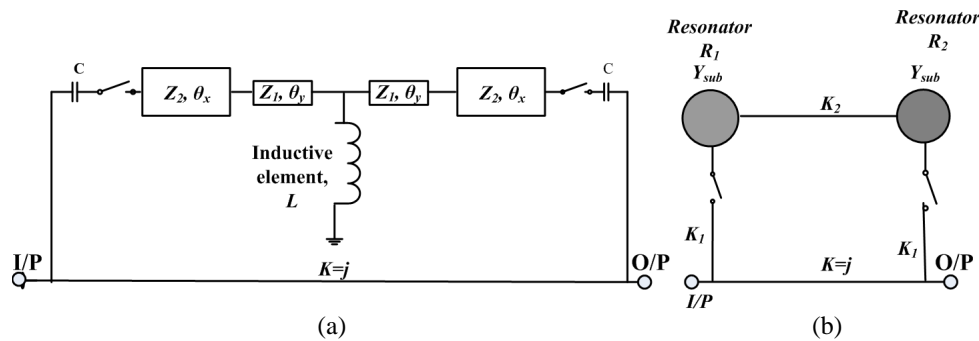 C
Z2, θx
Z1, θy
Z1, θy
Z2, θx
C
Inductive
element,
L
I/P
K=j
O/P
(a)
Resonator
R1
Ysub
Resonator
R2
Ysub
K2
K1
K1
K=j
I/P
O/P
(b)